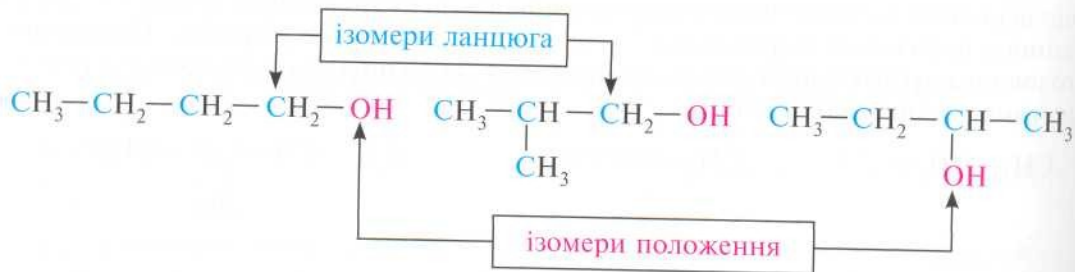 ізомери ланцюга
CH₃—CH₂—CH₂—CH₂—OH CH₃—CH—CH₂—OH CH₃—CH₂—CH—CH₃
CH₃ OH
ізомери положення